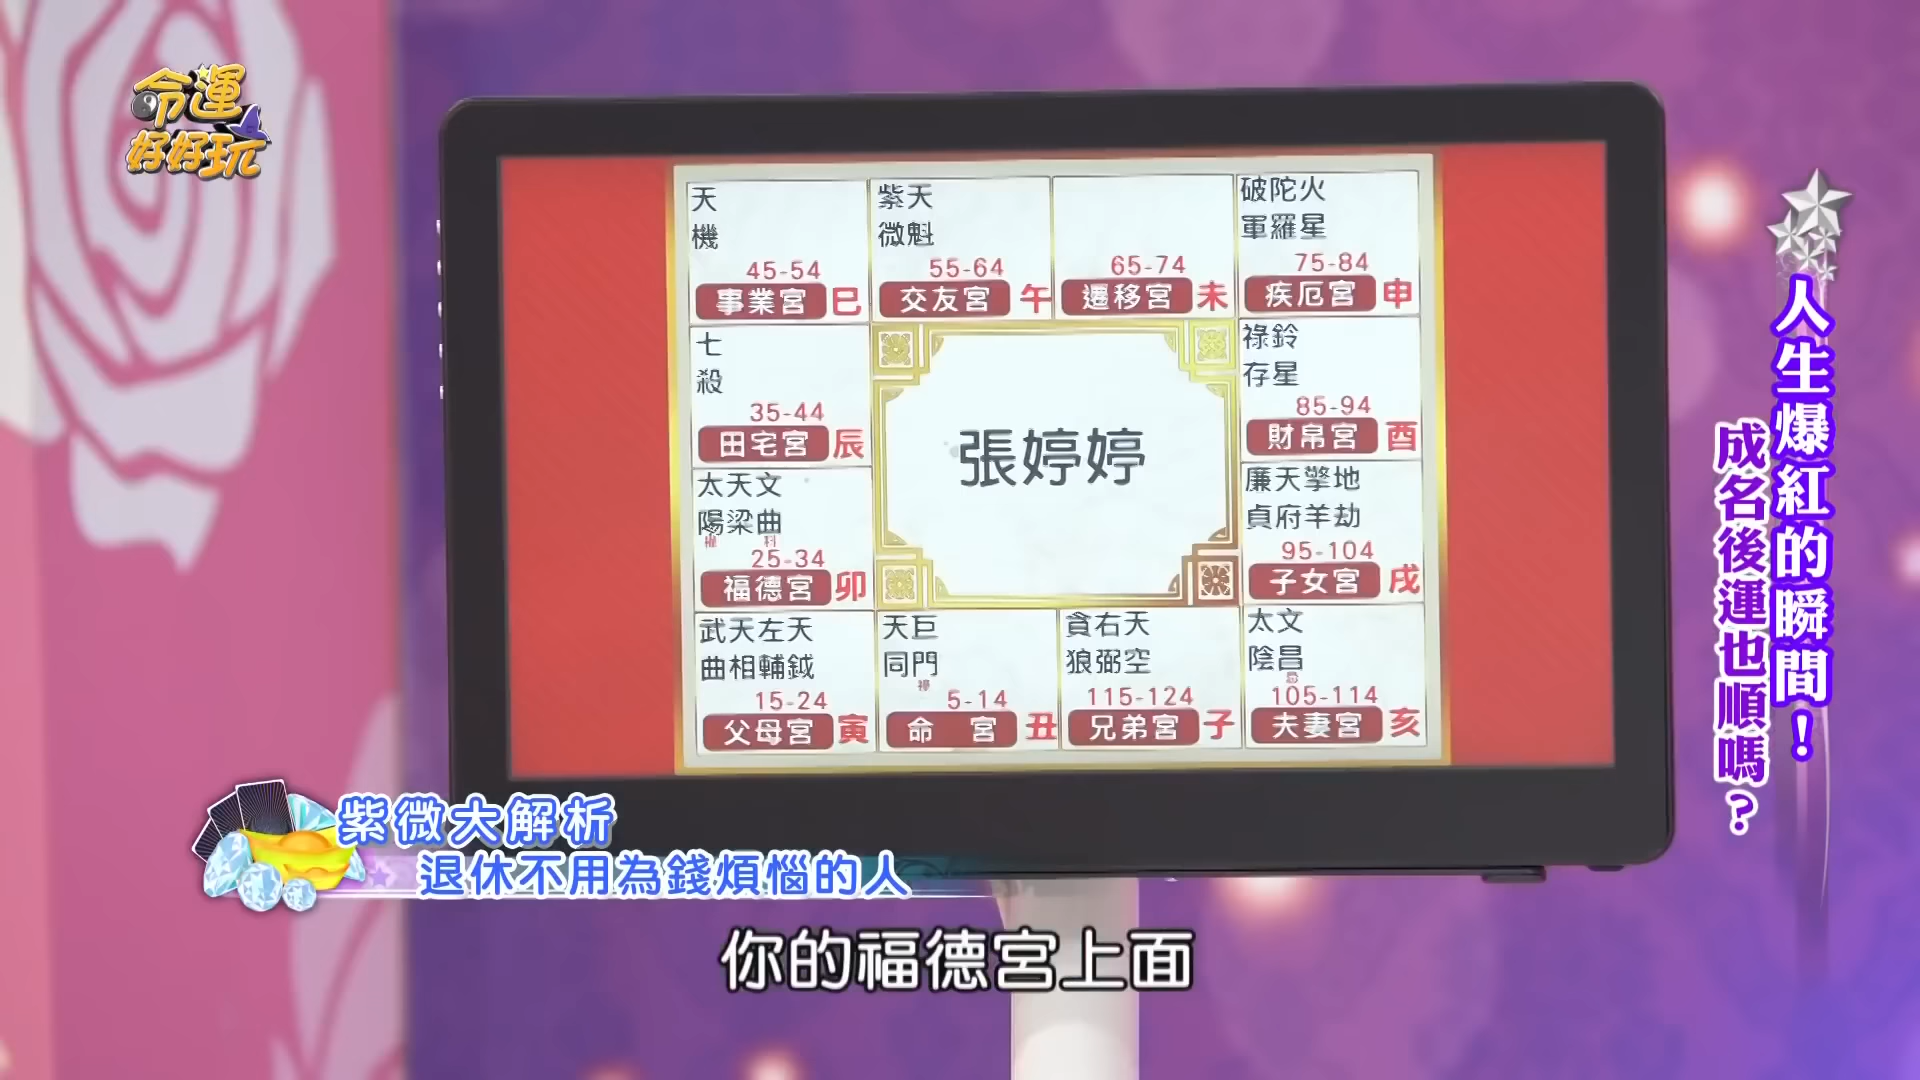 命運
好好玩
天
機
45-54
事業宮 巳
紫天
微魁
55-64
交友宮 午
65-74
遷移宮 未
破陀火
軍羅星
75-84
疾厄宮 申
七
殺
35-44
田宅宮 辰
張婷婷
祿鈴
存星
85-94
財帛宮 酉
太天文
陽梁曲
權 科
25-34
福德宮 卯
廉天擎地
貞府羊劫
95-104
子女宮 戌
武天左天
曲相輔鉞
15-24
父母宮 寅
天巨
同門
祿
5-14
命 宮 丑
貪右天
狼弼空
115-124
兄弟宮 子
太文
陰昌
忌
105-114
夫妻宮 亥
人生爆紅的瞬間！
成名後運也順嗎？
紫微大解析
退休不用為錢煩惱的人
你的福德宮上面